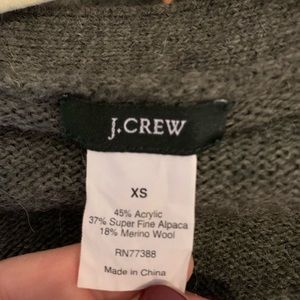 J.CREW
XS
45% Acrylic
37% Super Fine Alpaca
18% Merino Wool
RN77388
Made in China